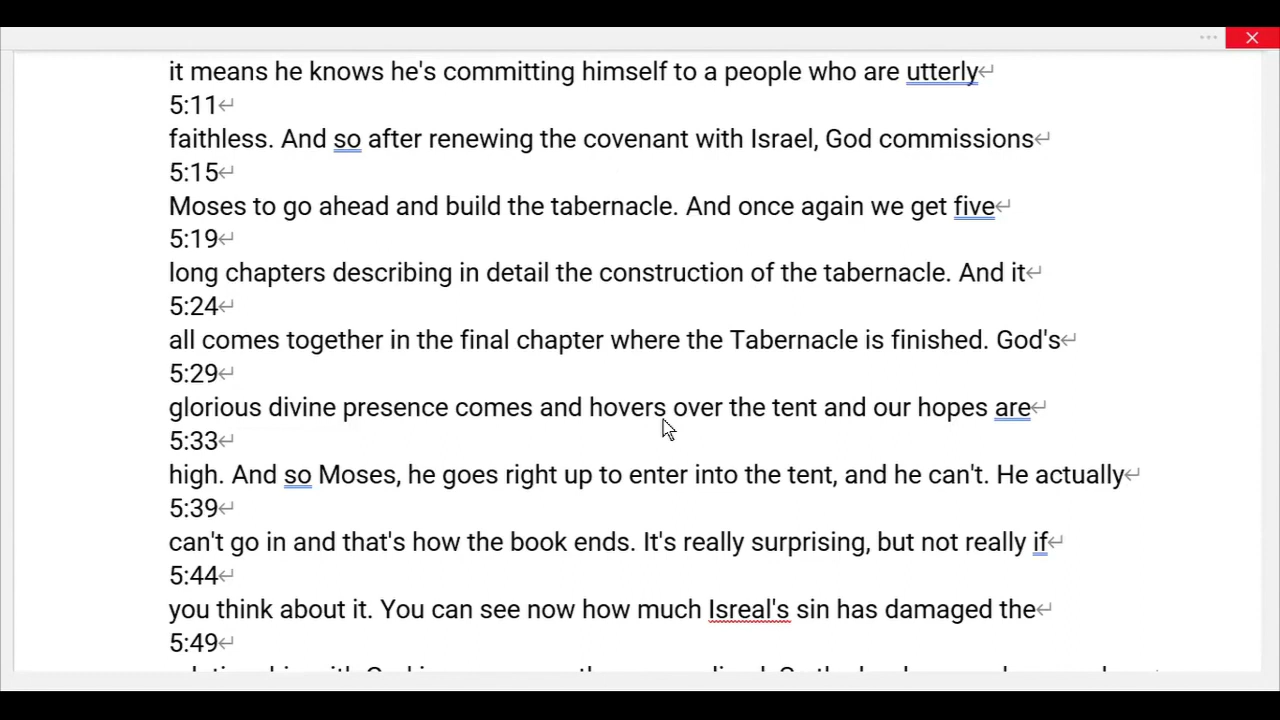 it means he knows he's committing himself to a people who are utterly↵
5:11↵
faithless. And so after renewing the covenant with Israel, God commissions↵
5:15↵
Moses to go ahead and build the tabernacle. And once again we get five↵
5:19↵
long chapters describing in detail the construction of the tabernacle. And it↵
5:24↵
all comes together in the final chapter where the Tabernacle is finished. God's↵
5:29↵
glorious divine presence comes and hovers over the tent and our hopes are↵
5:33↵
high. And so Moses, he goes right up to enter into the tent, and he can't. He actually↵
5:39↵
can't go in and that's how the book ends. It's really surprising, but not really if↵
5:44↵
you think about it. You can see now how much Isreal's sin has damaged the↵
5:49↵